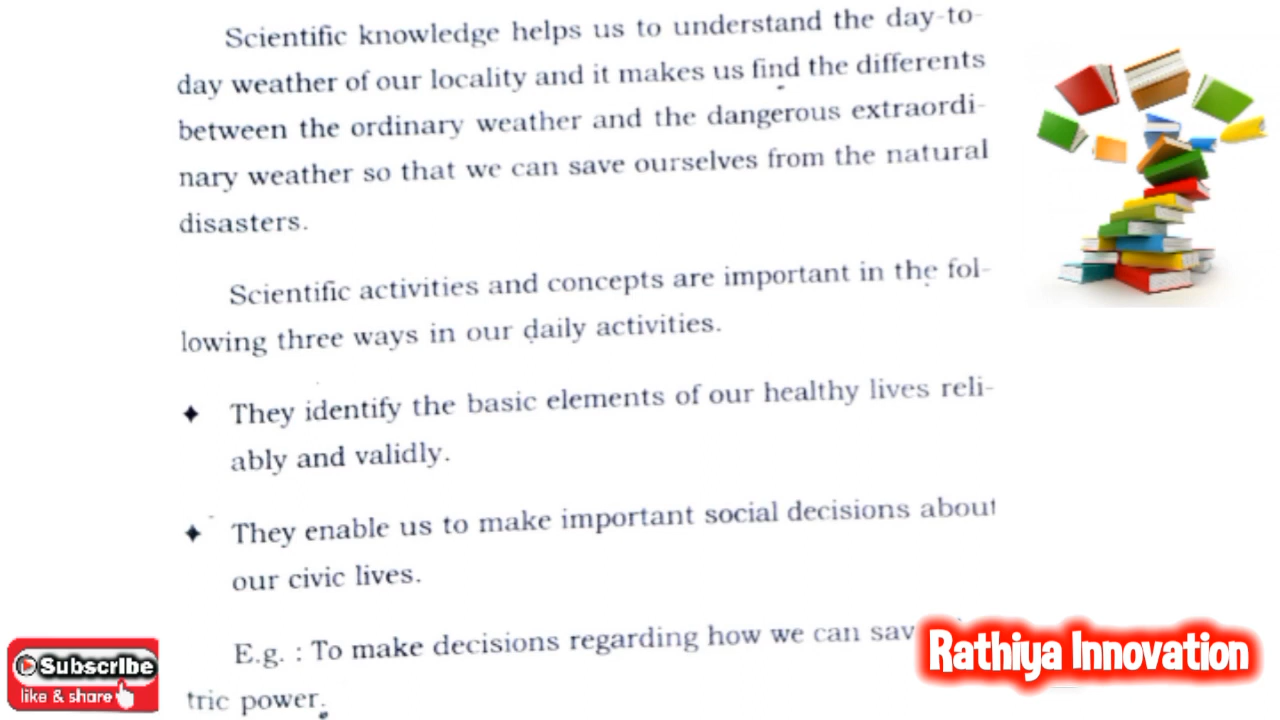 Scientific knowledge helps us to understand the day-to-
day weather of our locality and it makes us find the differents
between the ordinary weather and the dangerous extraordi-
nary weather so that we can save ourselves from the natural
disasters.
Scientific activities and concepts are important in the fol-
lowing three ways in our daily activities.
✦ They identify the basic elements of our healthy lives reli-
ably and validly.
✦ They enable us to make important social decisions about
our civic lives.
E.g. : To make decisions regarding how we can
tric power.
Subscribe
like & share
Rathiya Innovation